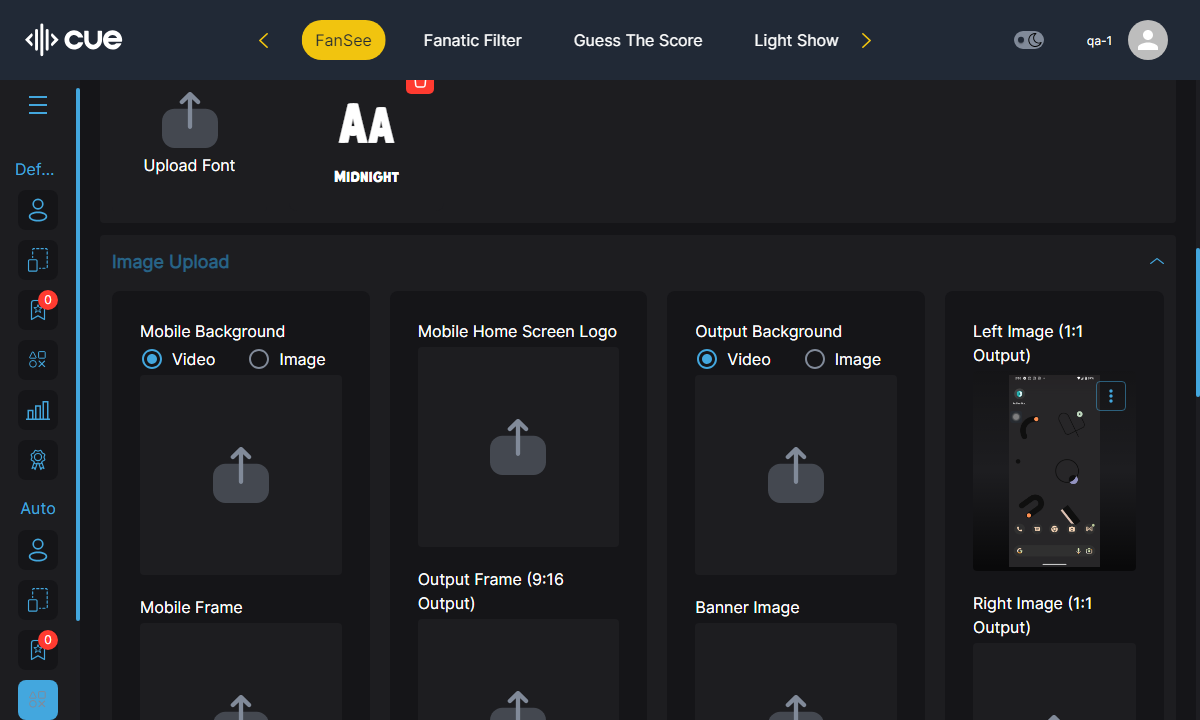 cue
FanSee
Fanatic Filter
Guess The Score
Light Show
qa-1
Def...
0
Auto
0
Upload Font
AA
MIDNIGHT
Image Upload
Mobile Background
Video
Image
Mobile Home Screen Logo
Output Background
Video
Image
Left Image (1:1
Output)
Mobile Frame
Output Frame (9:16
Output)
Banner Image
Right Image (1:1
Output)